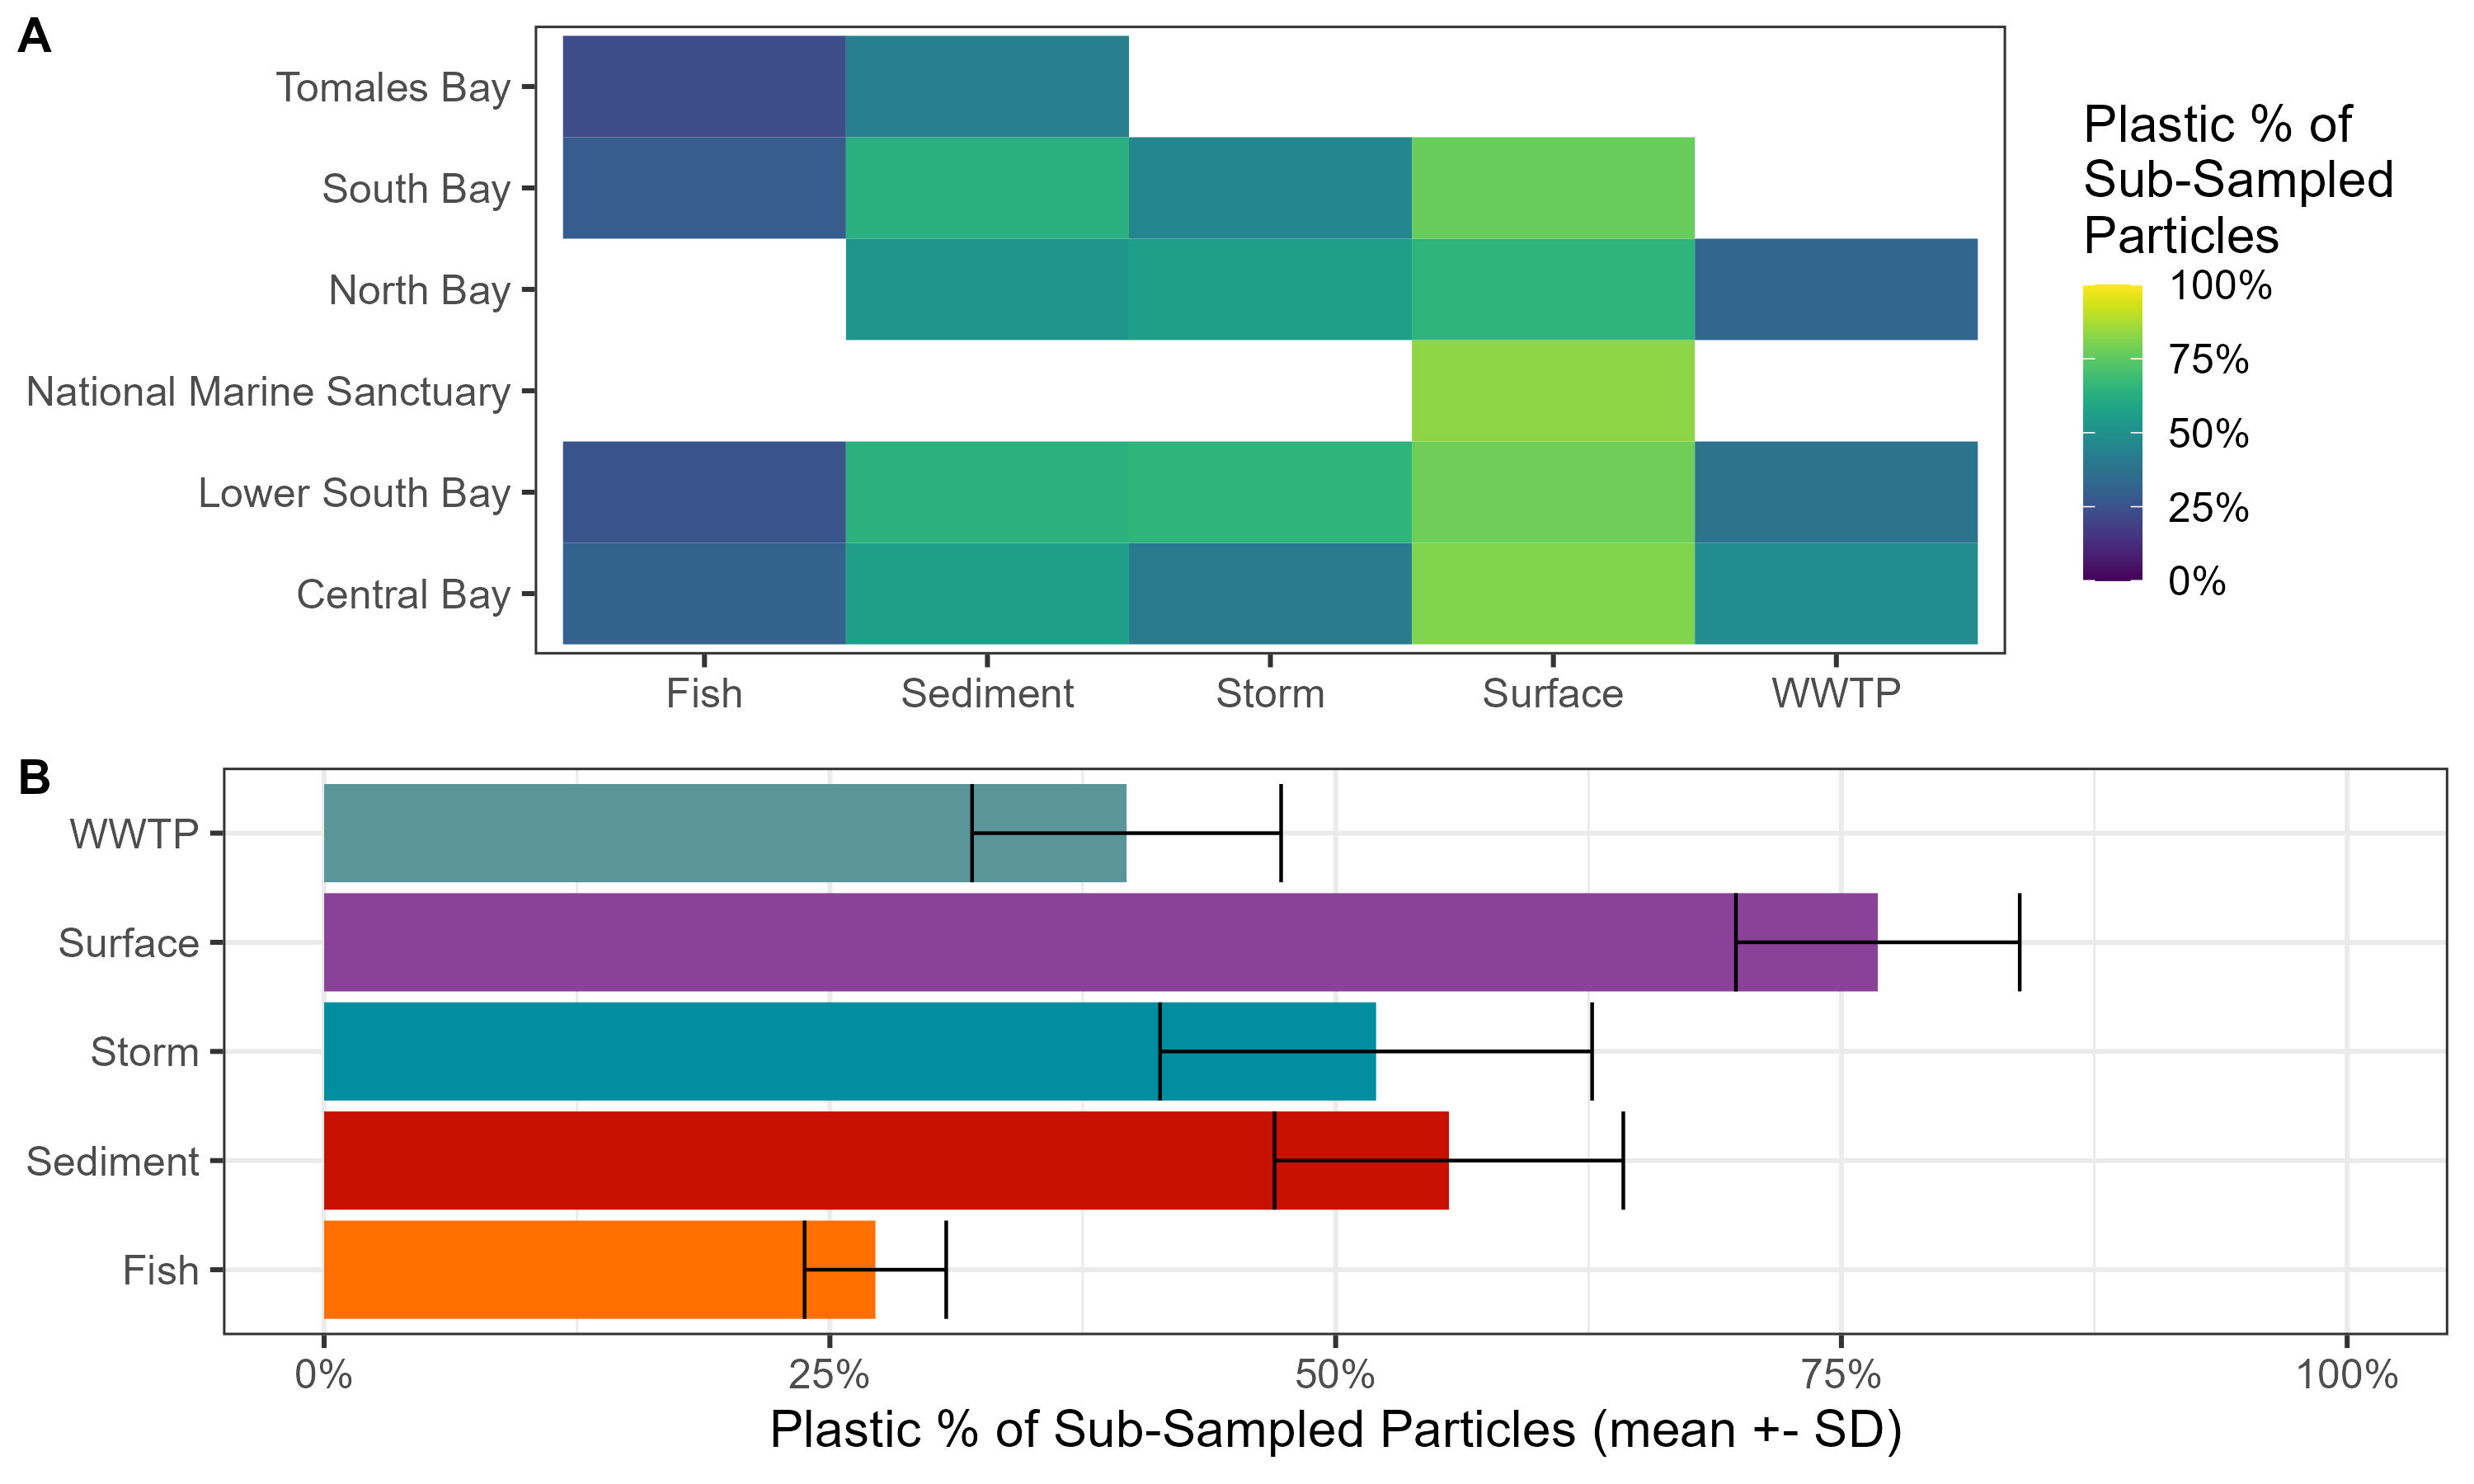 A
Tomales Bay
South Bay
North Bay
National Marine Sanctuary
Lower South Bay
Central Bay
Fish
Sediment
Storm
Surface
WWTP
Plastic % of
Sub-Sampled
Particles
100%
75%
50%
25%
0%
B
WWTP
Surface
Storm
Sediment
Fish
0%
25%
50%
75%
100%
Plastic % of Sub-Sampled Particles (mean +- SD)